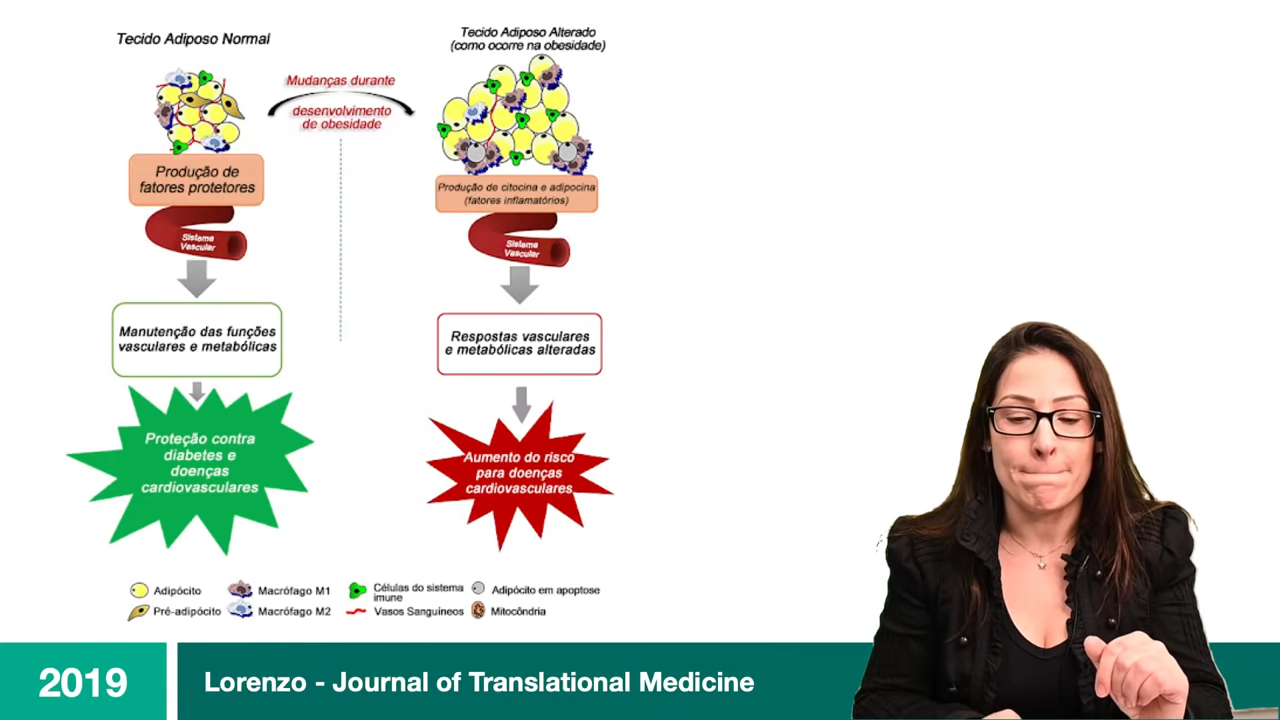 Tecido Adiposo Normal
Mudanças durante
desenvolvimento
de obesidade
Tecido Adiposo Alterado
(como ocorre na obesidade)
Produção de
fatores protetores
Sistema
Vascular
Manutenção das funções
vasculares e metabólicas
Proteção contra
diabetes e
doenças
cardiovasculares
Produção de citocina e adipocina
(fatores inflamatórios)
Sistema
Vascular
Respostas vasculares
e metabólicas alteradas
Aumento do risco
para doenças
cardiovasculares
Adipócito
Macrófago M1
Células do sistema
imune
Adipócito em apoptose
Pré-adipócito
Macrófago M2
Vasos Sanguíneos
Mitocôndria
2019
Lorenzo - Journal of Translational Medicine